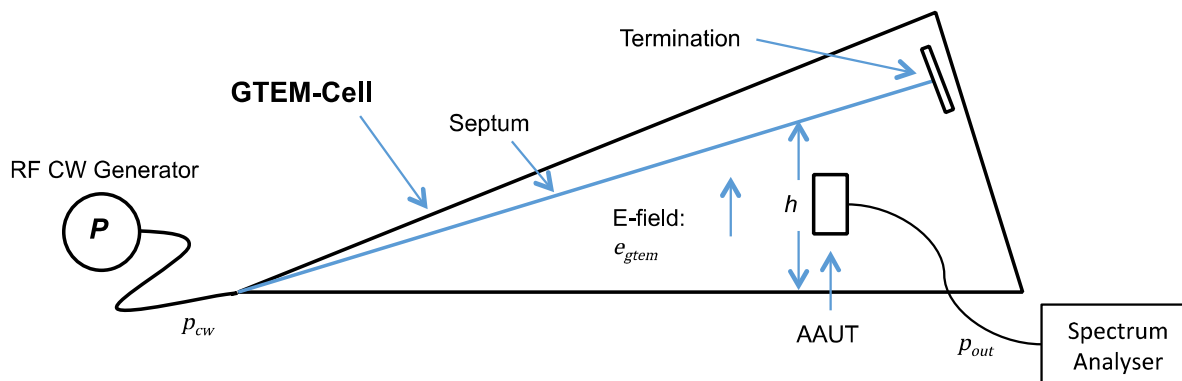 Termination
GTEM-Cell
Septum
RF CW Generator
P
E-field:
e_gtem
h
p_cw
AAUT
p_out
Spectrum
Analyser